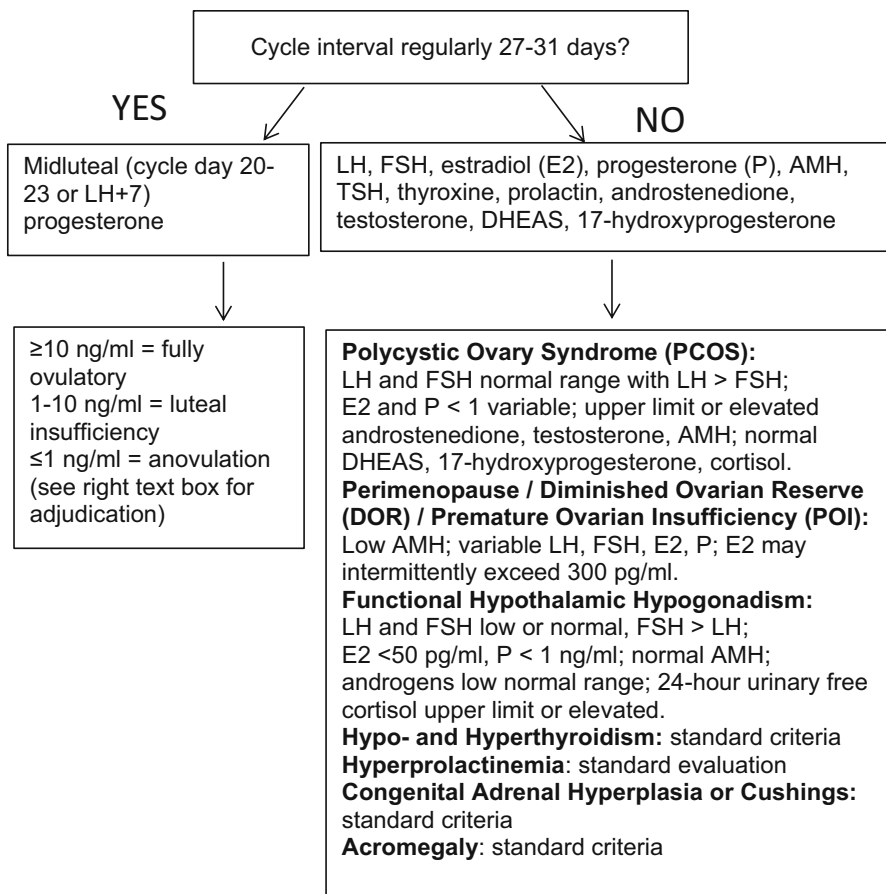 Cycle interval regularly 27-31 days?
YES
NO
Midluteal (cycle day 20-
23 or LH+7)
progesterone
LH, FSH, estradiol (E2), progesterone (P), AMH,
TSH, thyroxine, prolactin, androstenedione,
testosterone, DHEAS, 17-hydroxyprogesterone
≥10 ng/ml = fully
ovulatory
1-10 ng/ml = luteal
insufficiency
≤1 ng/ml = anovulation
(see right text box for
adjudication)
Polycystic Ovary Syndrome (PCOS):
LH and FSH normal range with LH > FSH;
E2 and P < 1 variable; upper limit or elevated
androstenedione, testosterone, AMH; normal
DHEAS, 17-hydroxyprogesterone, cortisol.
Perimenopause / Diminished Ovarian Reserve
(DOR) / Premature Ovarian Insufficiency (POI):
Low AMH; variable LH, FSH, E2, P; E2 may
intermittently exceed 300 pg/ml.
Functional Hypothalamic Hypogonadism:
LH and FSH low or normal, FSH > LH;
E2 <50 pg/ml, P < 1 ng/ml; normal AMH;
androgens low normal range; 24-hour urinary free
cortisol upper limit or elevated.
Hypo- and Hyperthyroidism: standard criteria
Hyperprolactinemia: standard evaluation
Congenital Adrenal Hyperplasia or Cushings:
standard criteria
Acromegaly: standard criteria